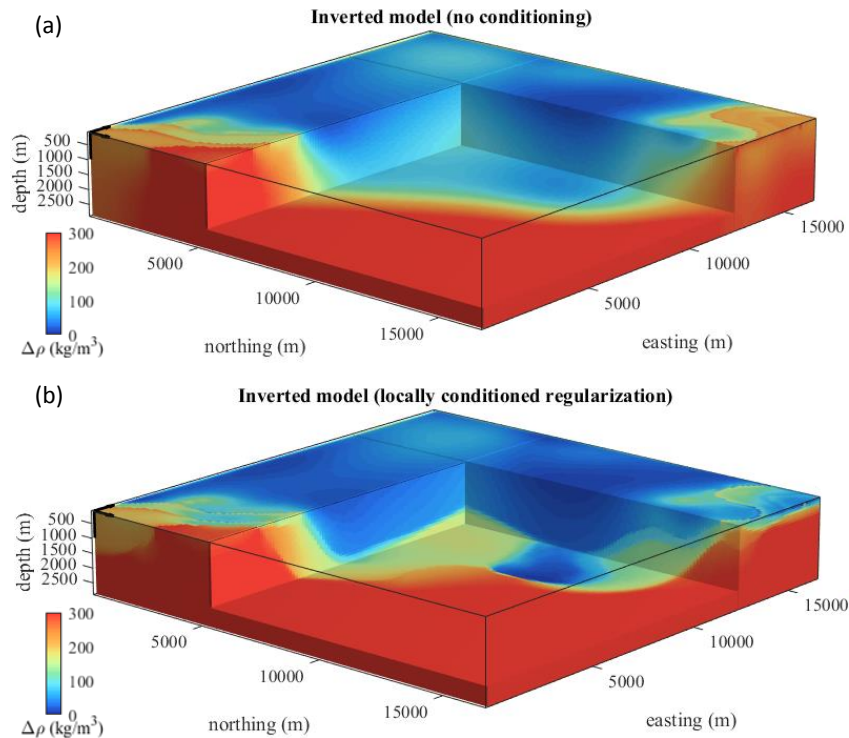 (a)
Inverted model (no conditioning)
depth (m)
500
1000
1500
2000
2500
300
200
100
0
Δρ (kg/m³)
5000
10000
15000
northing (m)
5000
10000
15000
easting (m)
(b)
Inverted model (locally conditioned regularization)
depth (m)
500
1000
1500
2000
2500
300
200
100
0
Δρ (kg/m³)
5000
10000
15000
northing (m)
5000
10000
15000
easting (m)